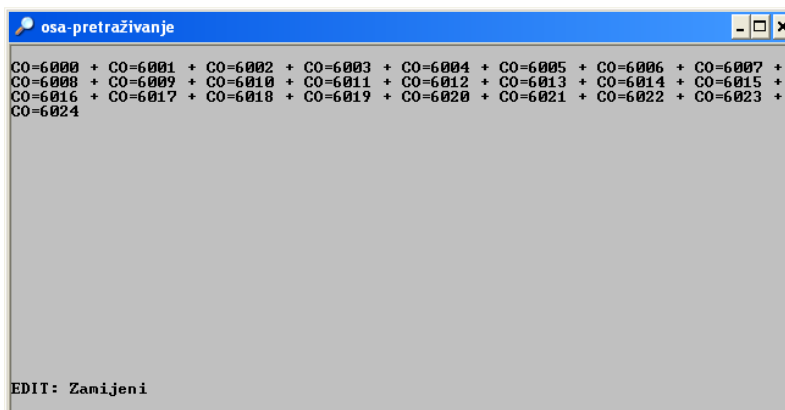 osa-pretraživanje
CO=6000 + CO=6001 + CO=6002 + CO=6003 + CO=6004 + CO=6005 + CO=6006 + CO=6007 +
CO=6008 + CO=6009 + CO=6010 + CO=6011 + CO=6012 + CO=6013 + CO=6014 + CO=6015 +
CO=6016 + CO=6017 + CO=6018 + CO=6019 + CO=6020 + CO=6021 + CO=6022 + CO=6023 +
CO=6024
EDIT: Zamijeni